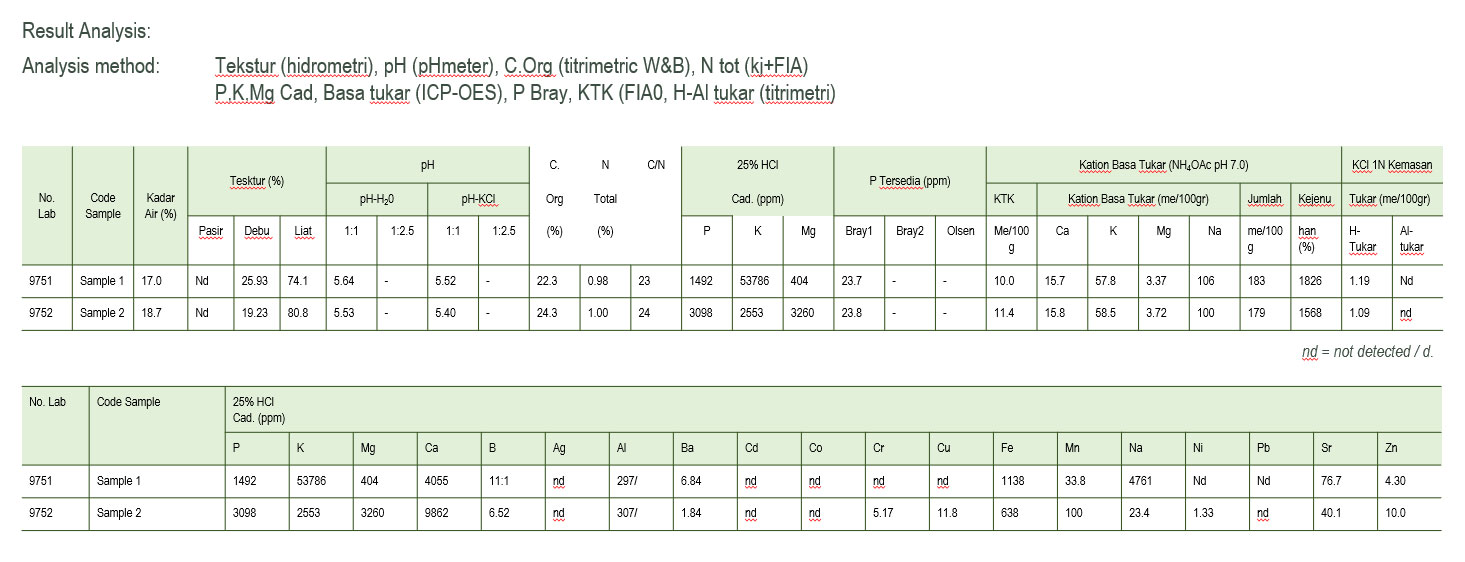 Result Analysis:
Analysis method: Tekstur (hidrometri), pH (pHmeter), C.Org (titrimetric W&B), N tot (kj+FIA)
P,K,Mg Cad, Basa tukar (ICP-OES), P Bray, KTK (FIA0, H-Al tukar (titrimetri)
No. Lab Code Sample Kadar Air (%) Tesktur (%) pH C. Org (%) N Total (%) C/N 25% HCl Cad. (ppm) P Tersedia (ppm) Kation Basa Tukar (NH₄OAc pH 7.0) KCl 1N Kemasan
pH-H₂0 pH-KCl KTK Kation Basa Tukar (me/100gr) Jumlah Kejenu Tukar (me/100gr)
Pasir Debu Liat 1:1 1:2.5 1:1 1:2.5 P K Mg Bray1 Bray2 Olsen Me/100 g Ca K Mg Na me/100 g han (%) H-Tukar Al-tukar
9751 Sample 1 17.0 Nd 25.93 74.1 5.64 - 5.52 - 22.3 0.98 23 1492 53786 404 23.7 - - 10.0 15.7 57.8 3.37 106 183 1826 1.19 Nd
9752 Sample 2 18.7 Nd 19.23 80.8 5.53 - 5.40 - 24.3 1.00 24 3098 2553 3260 23.8 - - 11.4 15.8 58.5 3.72 100 179 1568 1.09 nd
nd = not detected / d.
No. Lab Code Sample 25% HCl
Cad. (ppm)
P K Mg Ca B Ag Al Ba Cd Co Cr Cu Fe Mn Na Ni Pb Sr Zn
9751 Sample 1 1492 53786 404 4055 11:1 nd 297/ 6.84 nd nd nd nd 1138 33.8 4761 Nd Nd 76.7 4.30
9752 Sample 2 3098 2553 3260 9862 6.52 nd 307/ 1.84 nd nd 5.17 11.8 638 100 23.4 1.33 nd 40.1 10.0